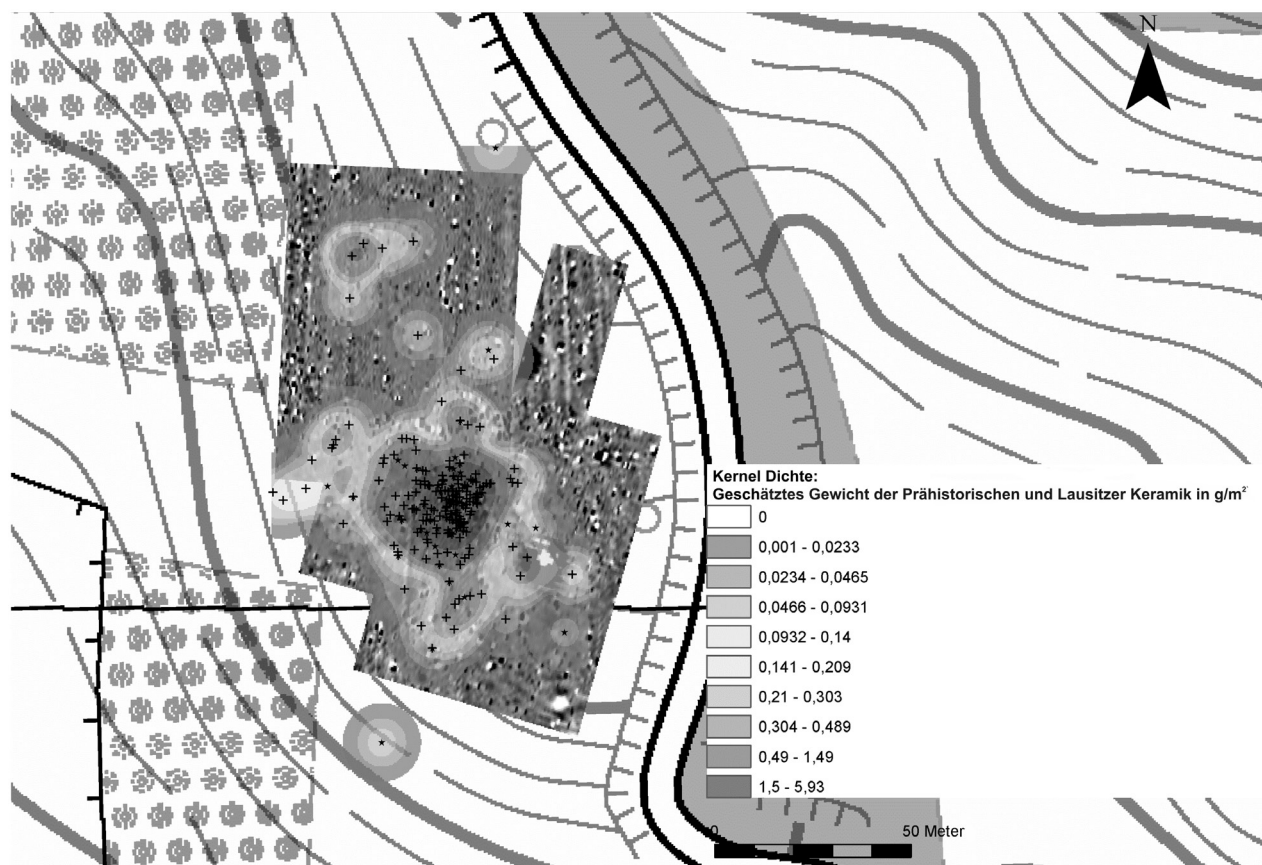 N
Kernel Dichte:
Geschätztes Gewicht der Prähistorischen und Lausitzer Keramik in g/m²
0
0,001 - 0,0233
0,0234 - 0,0465
0,0466 - 0,0931
0,0932 - 0,14
0,141 - 0,209
0,21 - 0,303
0,304 - 0,489
0,49 - 1,49
1,5 - 5,93
0 50 Meter